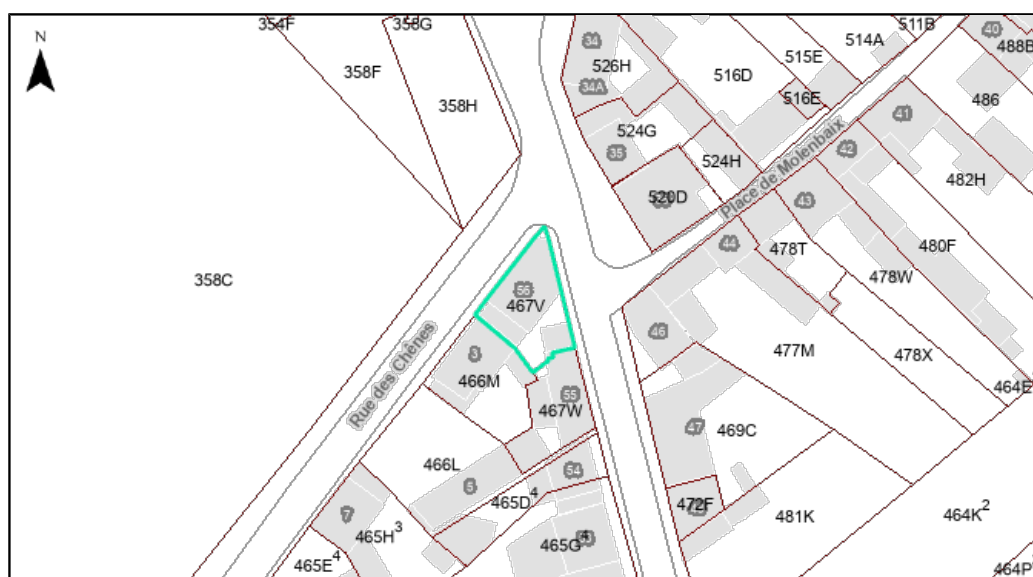 354F
358G
358F
358H
N
34
526H
34A
524G
35
524H
520D
516D
515E
514A
511B
516E
40
488B
486
41
42
482H
43
480F
44
478T
478W
Place de Molenbaix
358C
56
467V
Rue des Chênes
3
466M
55
467W
46
477M
478X
464E
47
469C
466L
5
54
465D⁴
472F
481K
464K²
7
465H³
465E⁴
465G⁴
464P